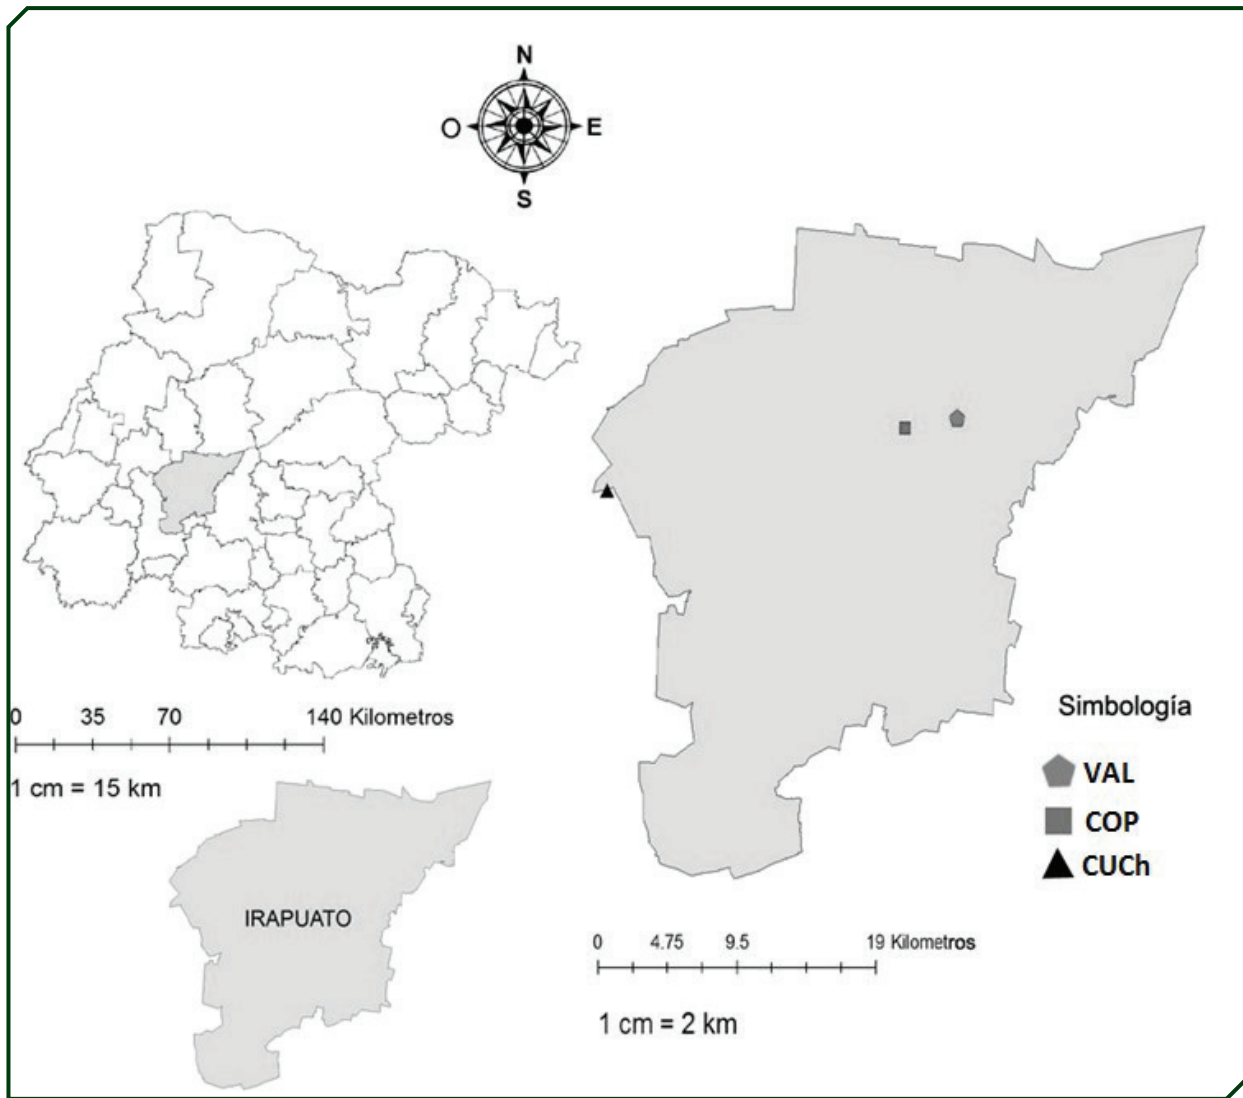 N
O E
S
0 35 70 140 Kilometros
1 cm = 15 km
IRAPUATO
Simbología
VAL
COP
CUCh
0 4.75 9.5 19 Kilometros
1 cm = 2 km